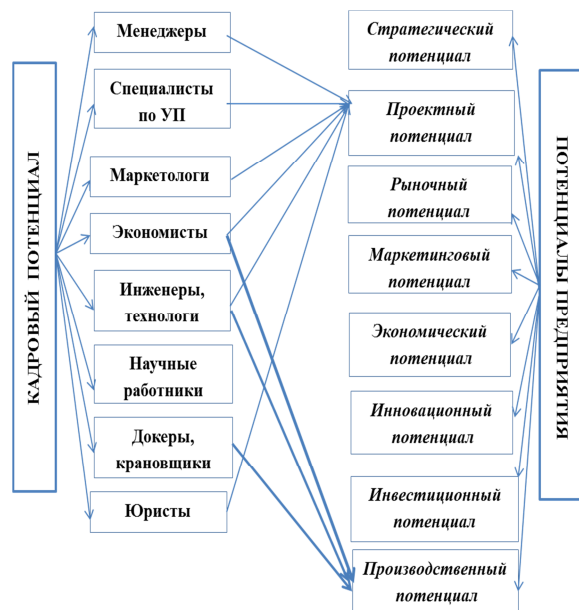 КАДРОВЫЙ ПОТЕНЦИАЛ
Менеджеры
Специалисты
по УП
Маркетологи
Экономисты
Инженеры,
технологи
Научные
работники
Докеры,
крановщики
Юристы
Стратегический
потенциал
Проектный
потенциал
Рыночный
потенциал
Маркетинговый
потенциал
Экономический
потенциал
Инновационный
потенциал
Инвестиционный
потенциал
Производственный
потенциал
ПОТЕНЦИАЛЫ ПРЕДПРИЯТИЯ